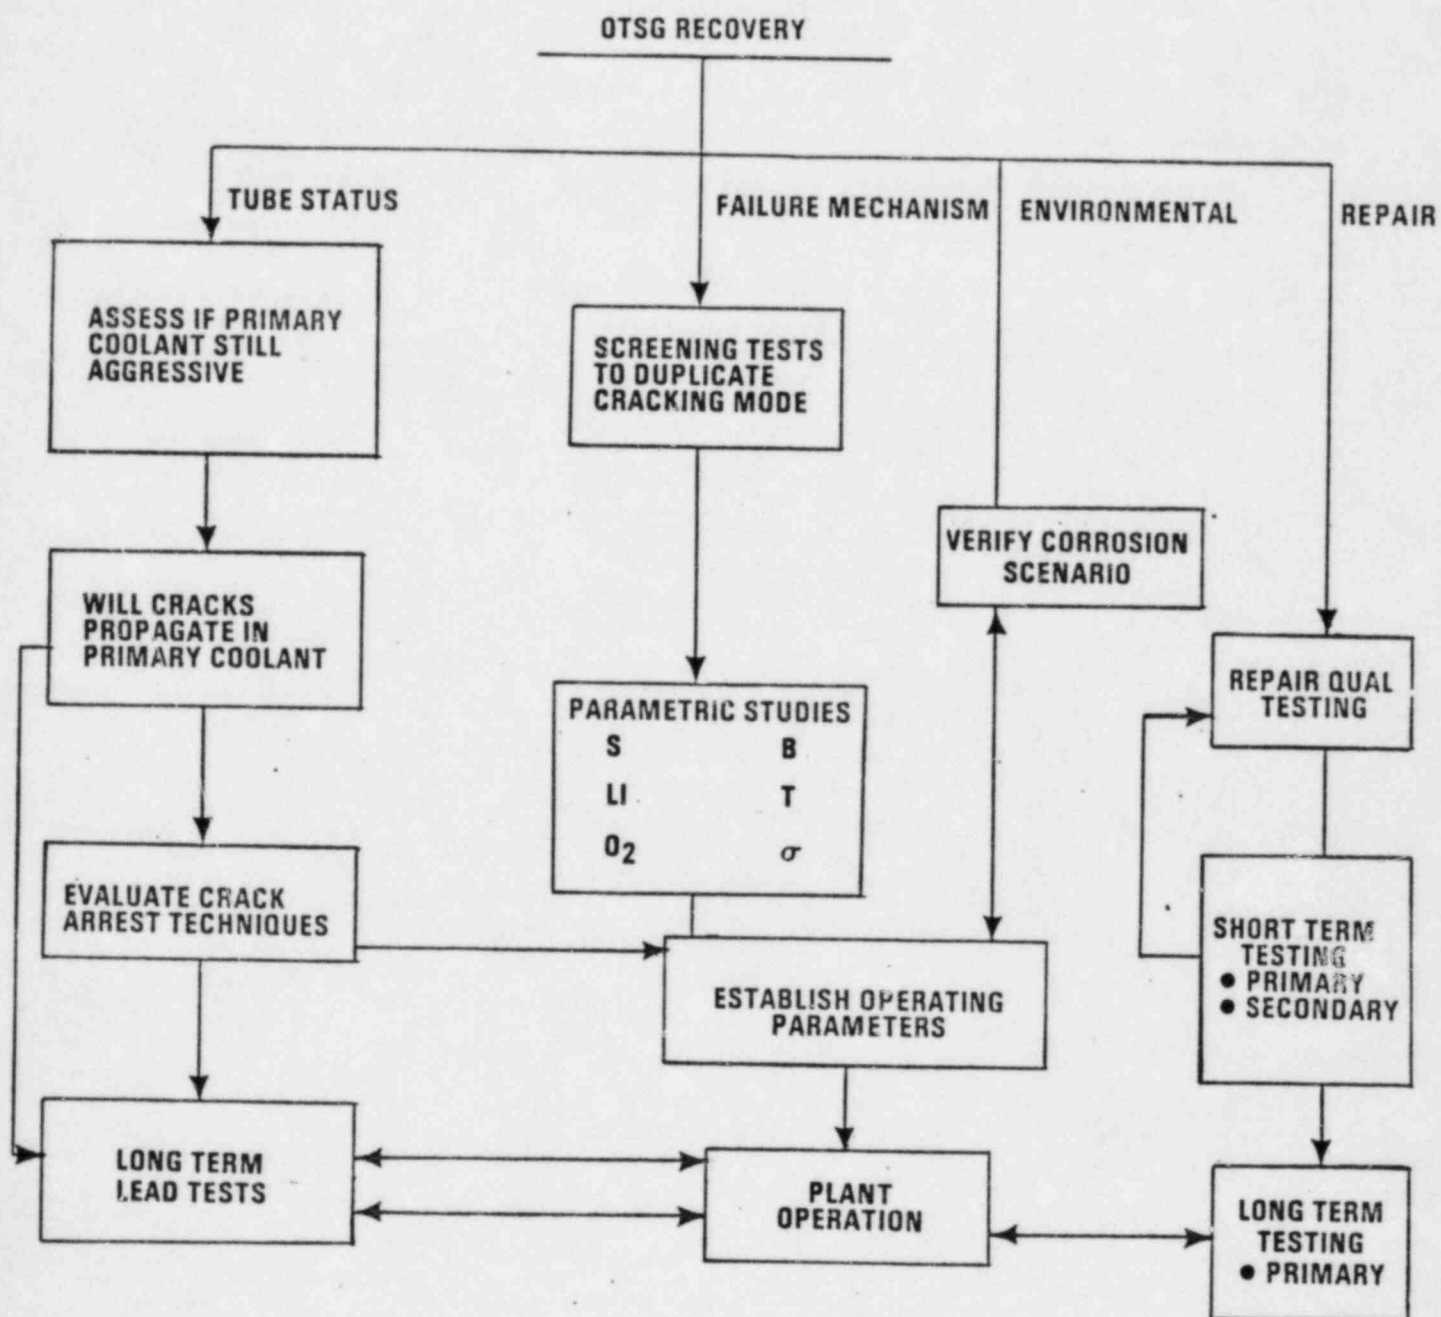 OTSG RECOVERY
TUBE STATUS
FAILURE MECHANISM
ENVIRONMENTAL
REPAIR
ASSESS IF PRIMARY
COOLANT STILL
AGGRESSIVE
SCREENING TESTS
TO DUPLICATE
CRACKING MODE
VERIFY CORROSION
SCENARIO
WILL CRACKS
PROPAGATE IN
PRIMARY COOLANT
REPAIR QUAL
TESTING
PARAMETRIC STUDIES
S B
LI T
O2 σ
EVALUATE CRACK
ARREST TECHNIQUES
SHORT TERM
TESTING
● PRIMARY
● SECONDARY
ESTABLISH OPERATING
PARAMETERS
LONG TERM
LEAD TESTS
PLANT
OPERATION
LONG TERM
TESTING
● PRIMARY